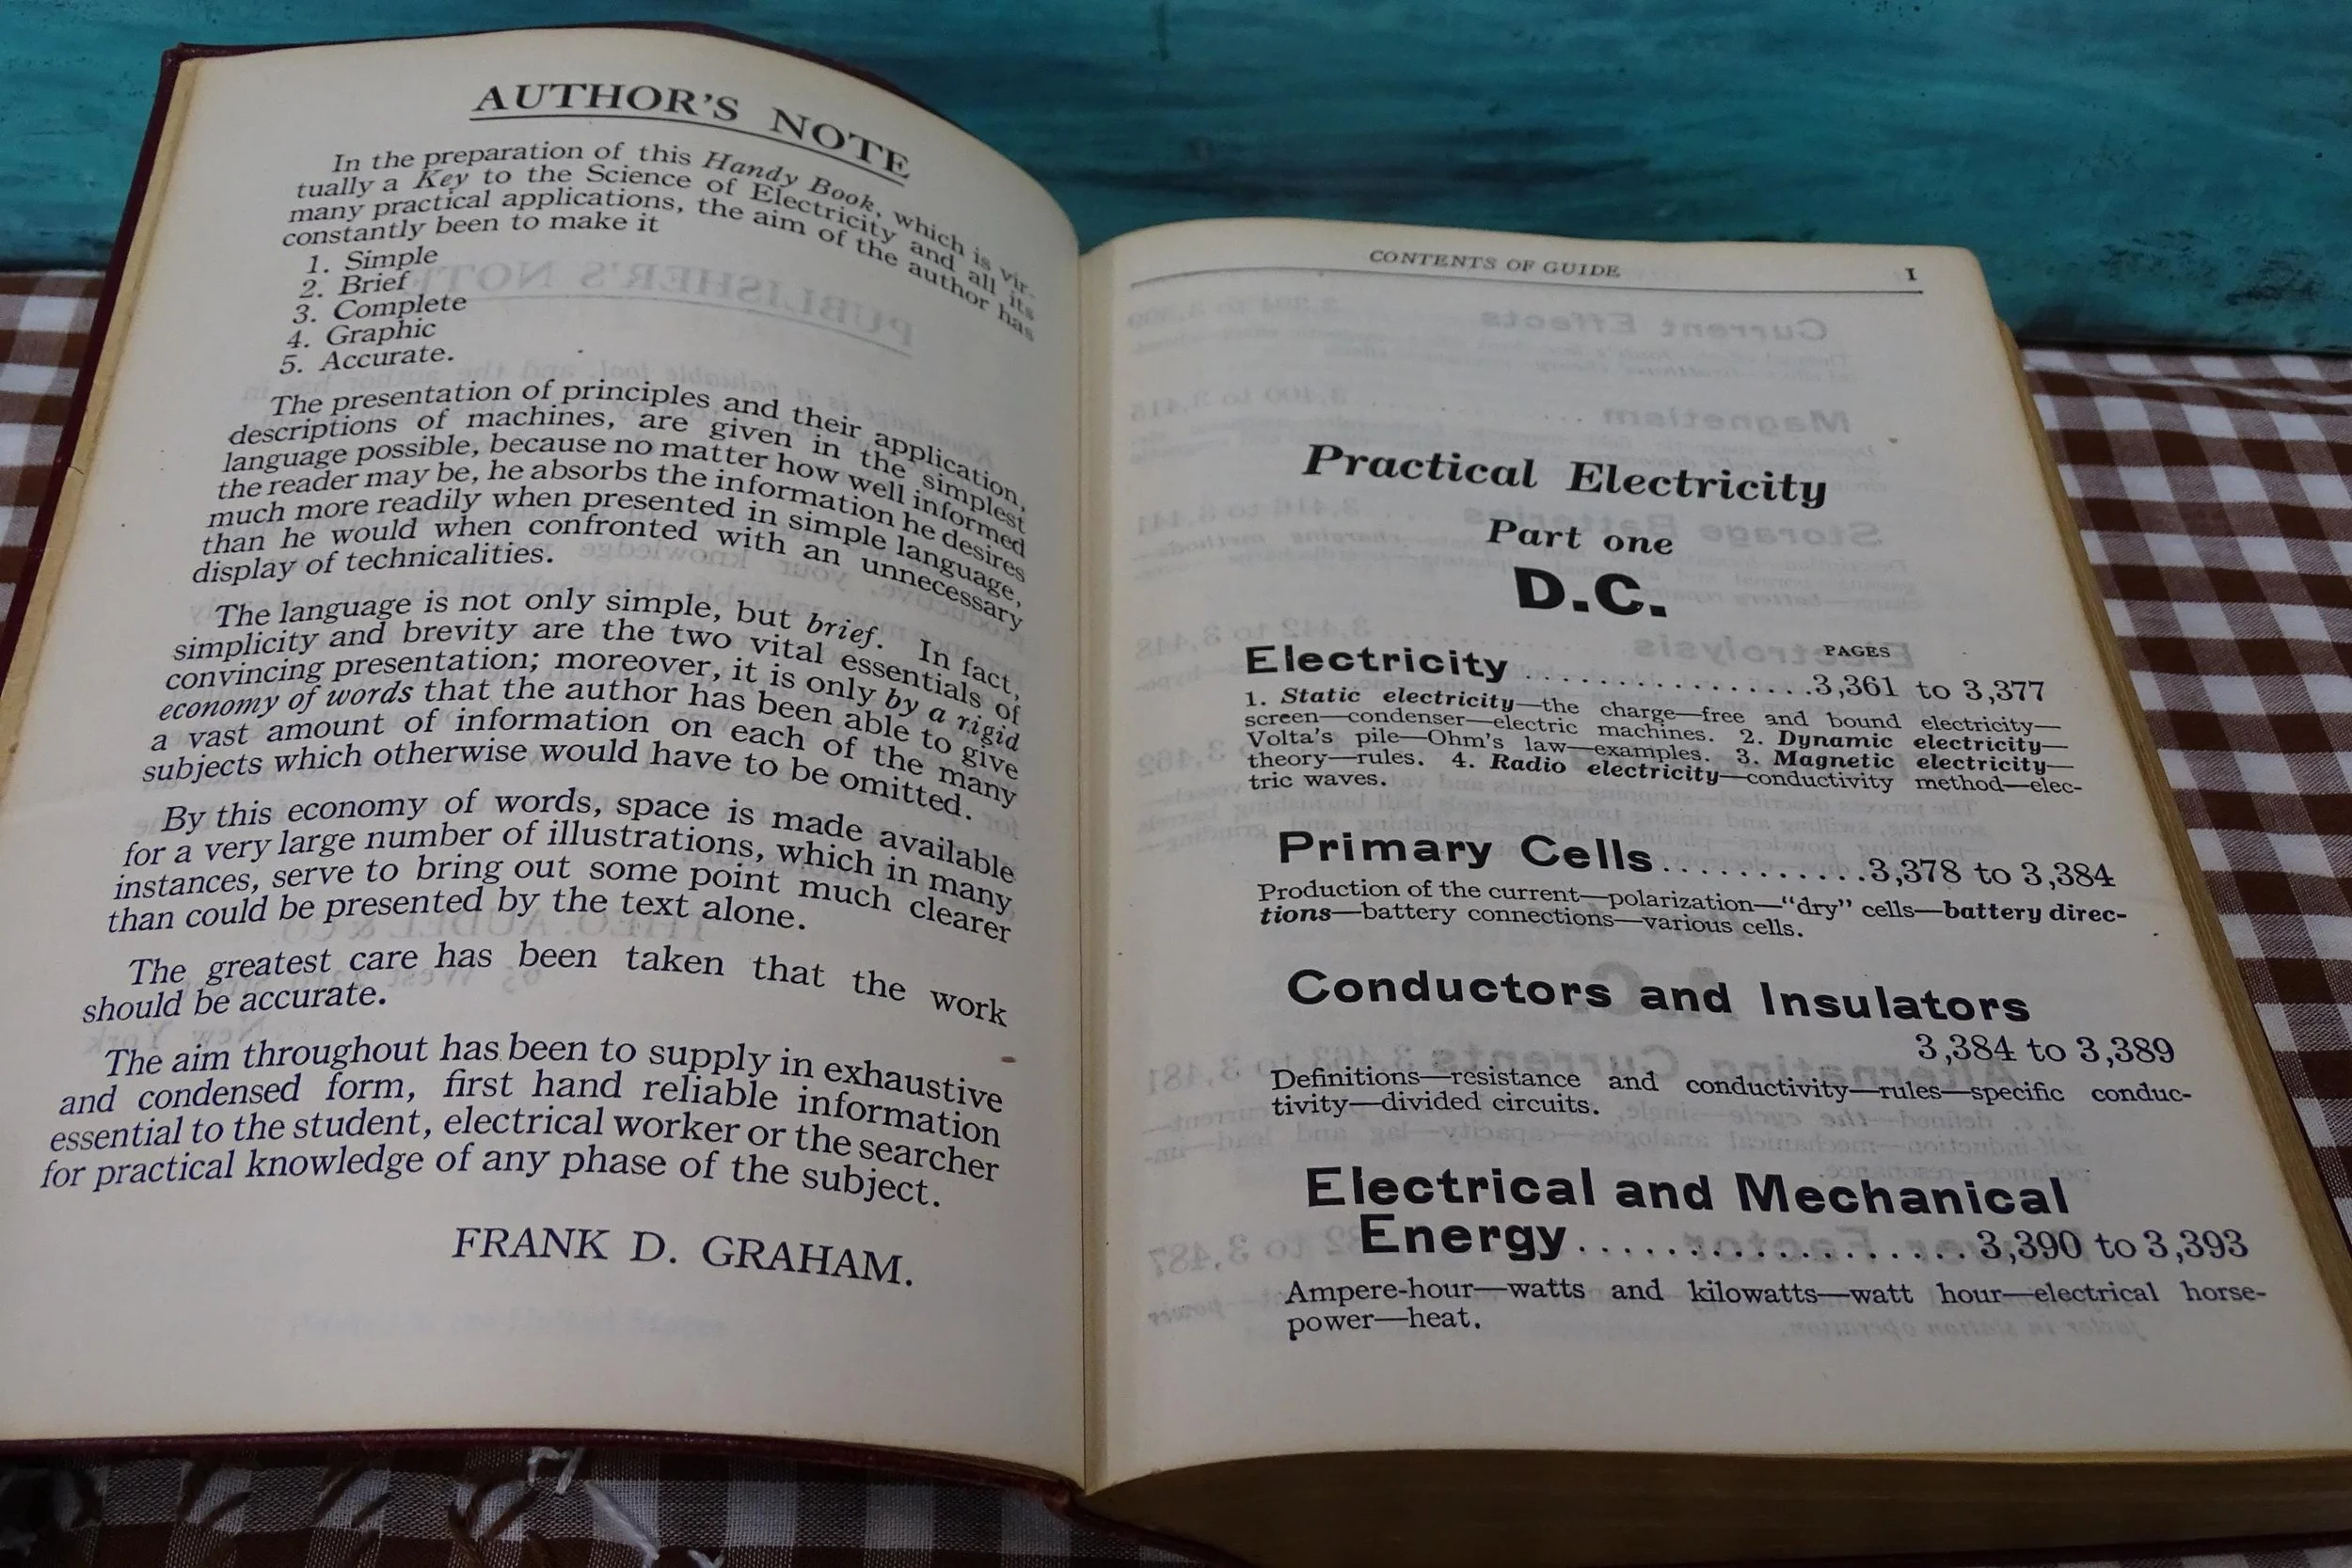 AUTHOR'S NOTE
In the preparation of this Handy Book, which is vir-
tually a Key to the Science of Electricity and all its
many practical applications, the aim of the author has
constantly been to make it
1. Simple
2. Brief
3. Complete
4. Graphic
5. Accurate.
The presentation of principles and their application,
descriptions of machines, are given in the simplest
language possible, because no matter how well informed
the reader may be, he absorbs the information he desires
much more readily when presented in simple language,
than he would when confronted with an unnecessary
display of technicalities.
The language is not only simple, but brief. In fact,
simplicity and brevity are the two vital essentials of
convincing presentation; moreover, it is only by a rigid
economy of words that the author has been able to give
a vast amount of information on each of the many
subjects which otherwise would have to be omitted.
By this economy of words, space is made available
for a very large number of illustrations, which in many
instances, serve to bring out some point much clearer
than could be presented by the text alone.
The greatest care has been taken that the work
should be accurate.
The aim throughout has been to supply in exhaustive
and condensed form, first hand reliable information
essential to the student, electrical worker or the searcher
for practical knowledge of any phase of the subject.
FRANK D. GRAHAM.
CONTENTS OF GUIDE I
Practical Electricity
Part one
D.C.
PAGES
Electricity................3,361 to 3,377
1. Static electricity—the charge—free and bound electricity—
screen—condenser—electric machines. 2. Dynamic electricity—
Volta's pile—Ohm's law—examples. 3. Magnetic electricity—
theory—rules. 4. Radio electricity—conductivity method—elec-
tric waves.
Primary Cells...........3,378 to 3,384
Production of the current—polarization—"dry" cells—battery direc-
tions—battery connections—various cells.
Conductors and Insulators
3,384 to 3,389
Definitions—resistance and conductivity—rules—specific conduc-
tivity—divided circuits.
Electrical and Mechanical
Energy..................3,390 to 3,393
Ampere-hour—watts and kilowatts—watt hour—electrical horse-
power—heat.